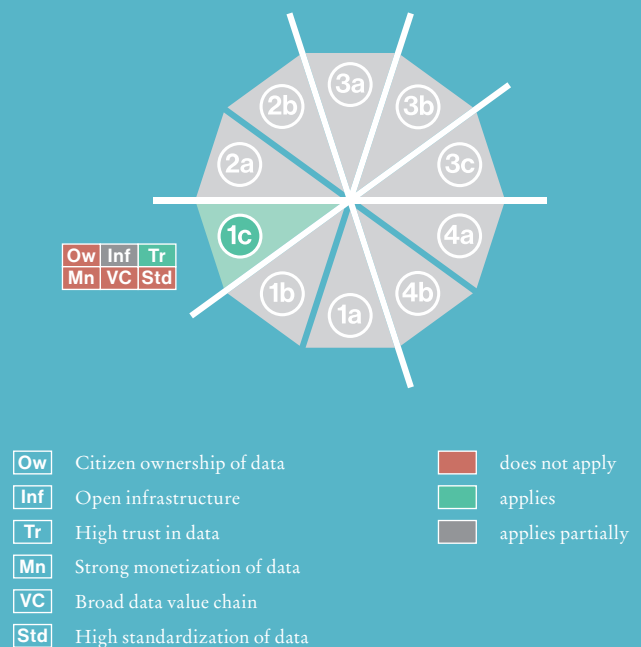 3a
2b
3b
2a
3c
1c
4a
Ow Inf Tr
Mn VC Std
1b
4b
1a
Ow Citizen ownership of data
Inf Open infrastructure
Tr High trust in data
Mn Strong monetization of data
VC Broad data value chain
Std High standardization of data
does not apply
applies
applies partially